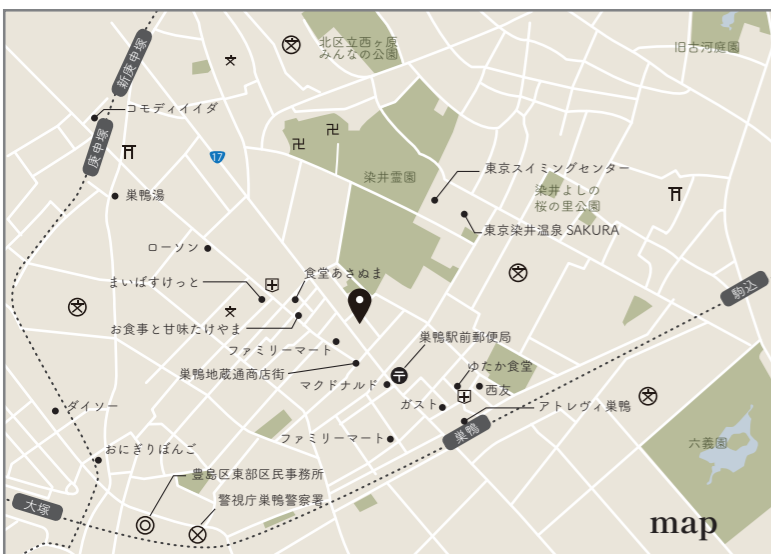 北区立西ヶ原
みんなの公園
旧古河庭園
新庚申塚
コモディイイダ
庚申塚
17
染井霊園
東京スイミングセンター
染井よしの
桜の里公園
巣鴨湯
東京染井温泉 SAKURA
ローソン
まいばすけっと
食堂あさぬま
駒込
お食事と甘味たけやま
ファミリーマート
巣鴨駅前郵便局
巣鴨地蔵通商店街
マクドナルド
ゆたか食堂
西友
ガスト
アトレヴィ巣鴨
ダイソー
ファミリーマート
巣鴨
六義園
おにぎりぼんご
豊島区東部区民事務所
大塚
警視庁巣鴨警察署
map